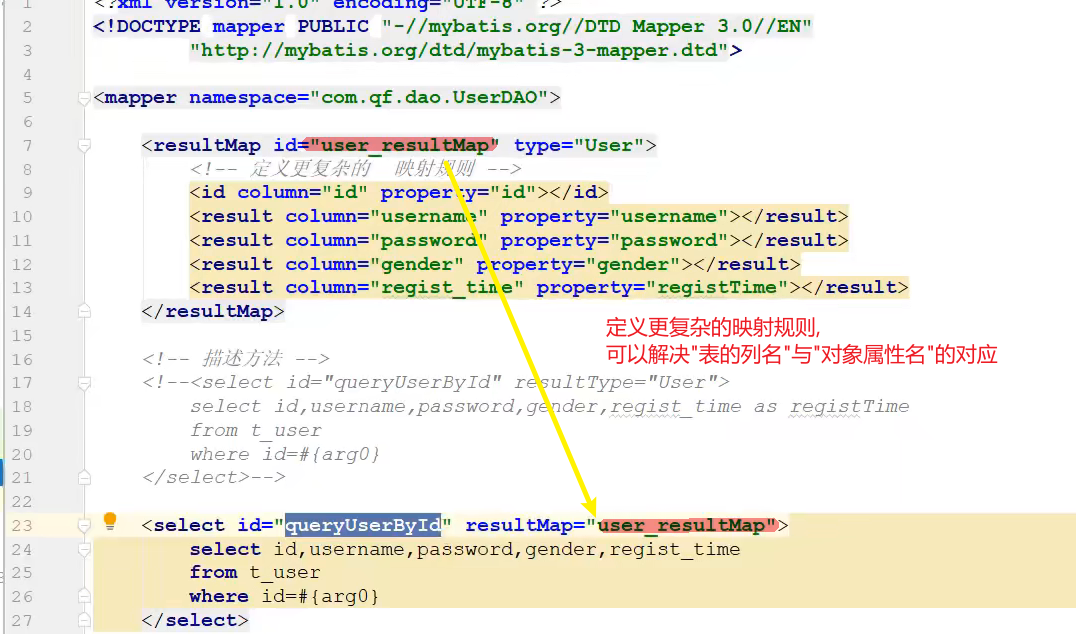 1 <?xml version="1.0" encoding="UTF-8" ?>
2 <!DOCTYPE mapper PUBLIC "-//mybatis.org//DTD Mapper 3.0//EN"
3 "http://mybatis.org/dtd/mybatis-3-mapper.dtd">
4
5 <mapper namespace="com.qf.dao.UserDAO">
6
7 <resultMap id="user_resultMap" type="User">
8 <!-- 定义更复杂的 映射规则 -->
9 <id column="id" property="id"></id>
10 <result column="username" property="username"></result>
11 <result column="password" property="password"></result>
12 <result column="gender" property="gender"></result>
13 <result column="regist_time" property="registTime"></result>
14 </resultMap>
定义更复杂的映射规则,
可以解决"表的列名"与"对象属性名"的对应
15
16 <!-- 描述方法 -->
17 <!--<select id="queryUserById" resultType="User">
18 select id,username,password,gender,regist_time as registTime
19 from t_user
20 where id=#{arg0}
21 </select>-->
22
23 <select id="queryUserById" resultMap="user_resultMap">
24 select id,username,password,gender,regist_time
25 from t_user
26 where id=#{arg0}
27 </select>